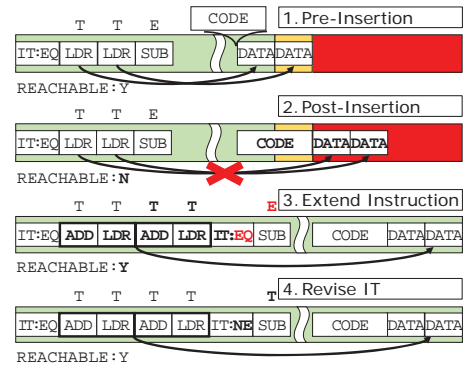 CODE
1. Pre-Insertion
T T E
IT:EQ LDR LDR SUB DATA DATA
REACHABLE:Y
2. Post-Insertion
T T E
IT:EQ LDR LDR SUB CODE DATA DATA
REACHABLE:N
3. Extend Instruction
T T T T E
IT:EQ ADD LDR ADD LDR IT:EQ SUB CODE DATA DATA
REACHABLE:Y
4. Revise IT
T T T T T
IT:EQ ADD LDR ADD LDR IT:NE SUB CODE DATA DATA
REACHABLE:Y